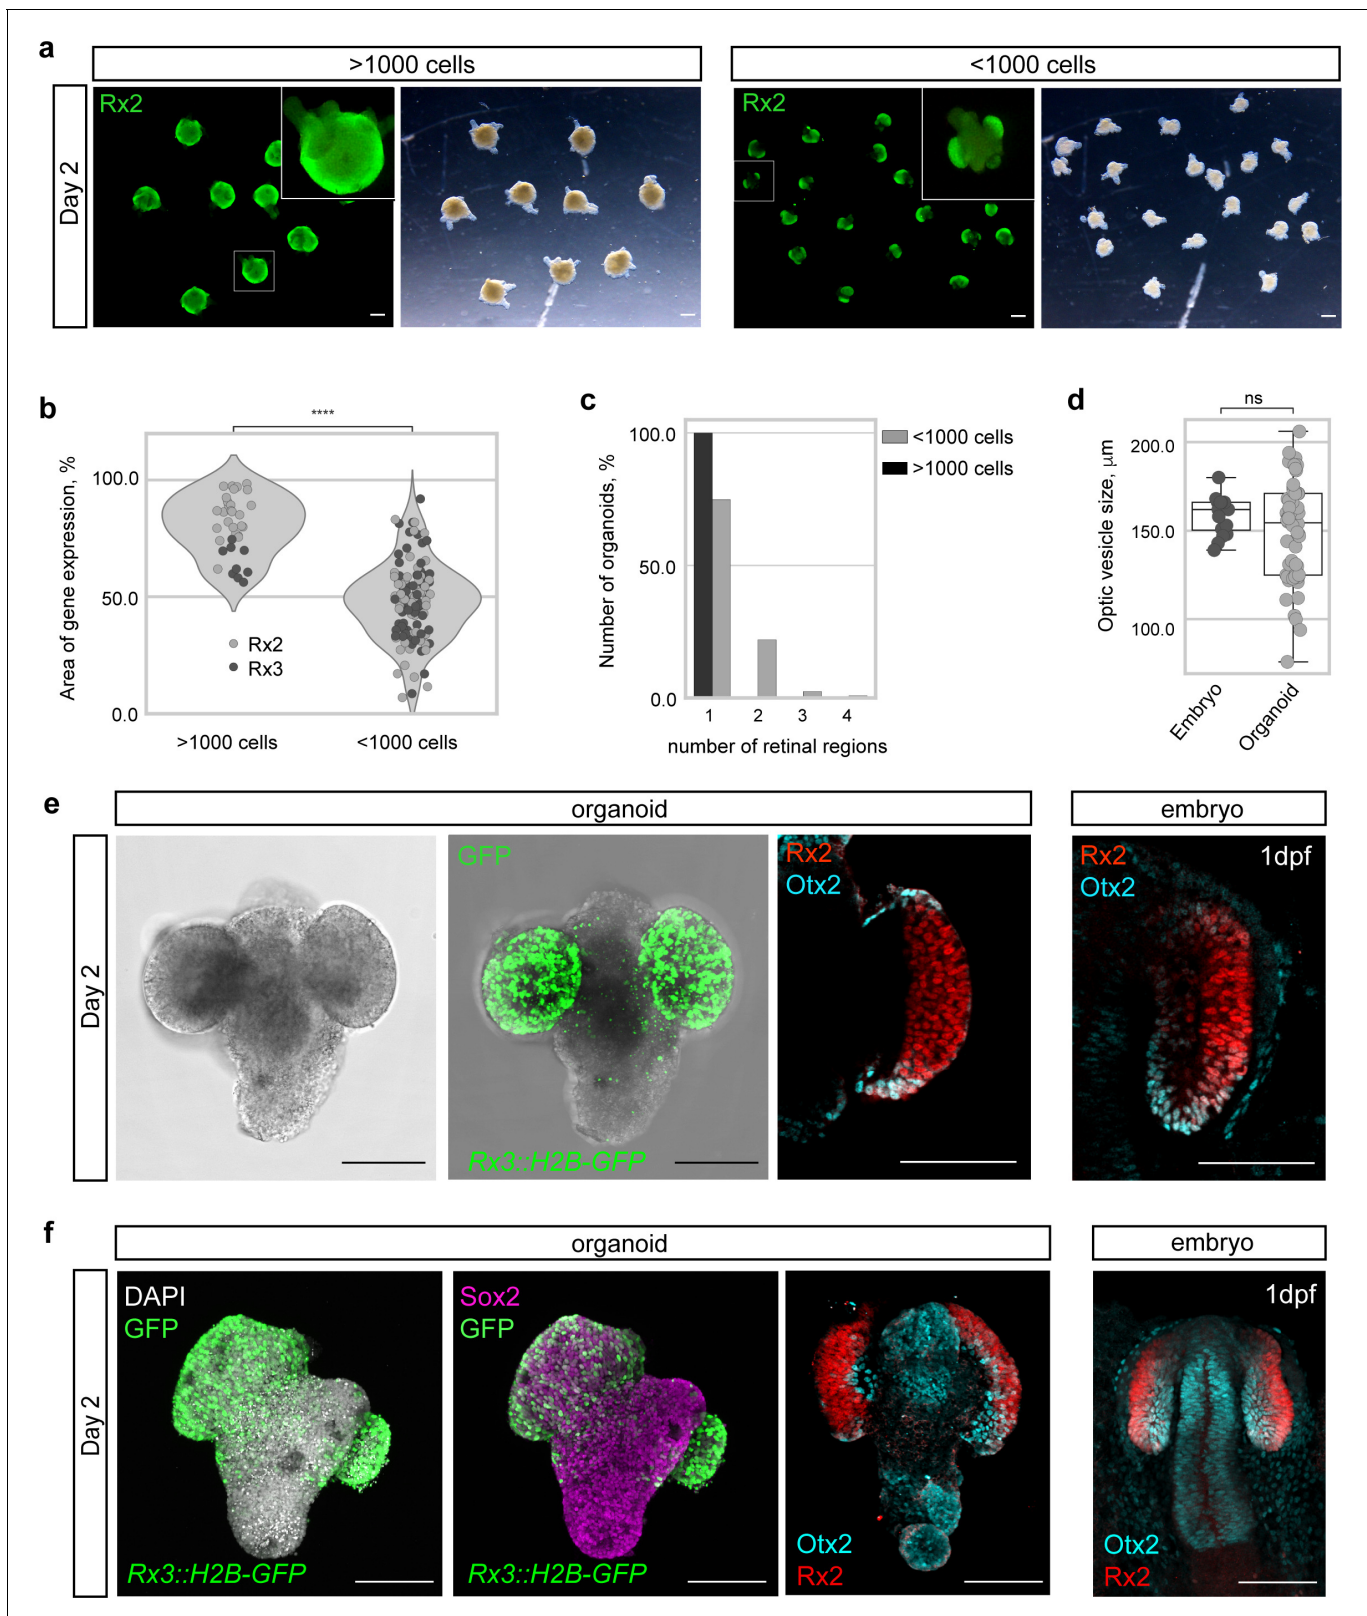 a
>1000 cells
<1000 cells
Day 2
Rx2
Rx2
b
****
Area of gene expression, %
100.0
50.0
0.0
Rx2
Rx3
>1000 cells
<1000 cells
c
Number of organoids, %
100.0
50.0
0.0
<1000 cells
>1000 cells
1 2 3 4
number of retinal regions
d
ns
Optic vesicle size, µm
200.0
150.0
100.0
Embryo
Organoid
e
organoid
embryo
Day 2
GFP
Rx3::H2B-GFP
Rx2
Otx2
Rx2
Otx2
1dpf
f
organoid
embryo
Day 2
DAPI
GFP
Rx3::H2B-GFP
Sox2
GFP
Rx3::H2B-GFP
Otx2
Rx2
1dpf
Otx2
Rx2